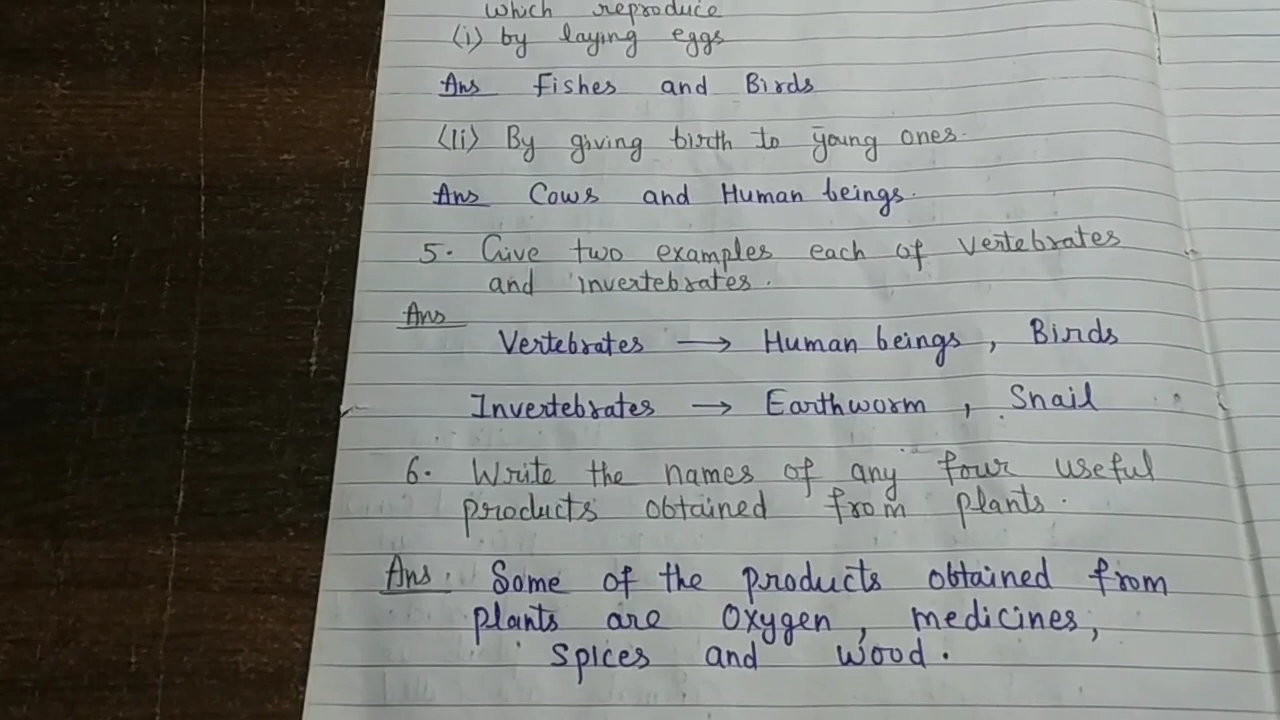 which reproduce
(i) by laying eggs
Ans Fishes and Birds
(ii) By giving birth to young ones.
Ans Cows and Human beings.
5. Give two examples each of vertebrates
and invertebrates.
Ans
Vertebrates → Human beings, Birds
Invertebrates → Earthworm, Snail
6. Write the names of any four useful
products obtained from plants.
Ans. Some of the products obtained from
plants are Oxygen, medicines,
spices and wood.